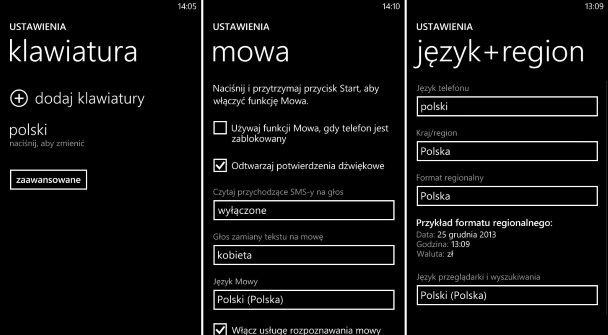 14:05
USTAWIENIA
klawiatura
dodaj klawiatury
polski
naciśnij, aby zmienić
zaawansowane
14:10
USTAWIENIA
mowa
Naciśnij i przytrzymaj przycisk Start, aby
włączyć funkcję Mowa.
Używaj funkcji Mowa, gdy telefon jest
zablokowany
Odtwarzaj potwierdzenia dźwiękowe
Czytaj przychodzące SMS-y na głos
wyłączone
Głos zamiany tekstu na mowę
kobieta
Język Mowy
Polski (Polska)
Włącz usługę rozpoznawania mowy
13:09
USTAWIENIA
język+region
Język telefonu
polski
Kraj/region
Polska
Format regionalny
Polska
Przykład formatu regionalnego:
Data: 25 grudnia 2013
Godzina: 13:09
Waluta: zł
Język przeglądarki i wyszukiwania
Polski (Polska)